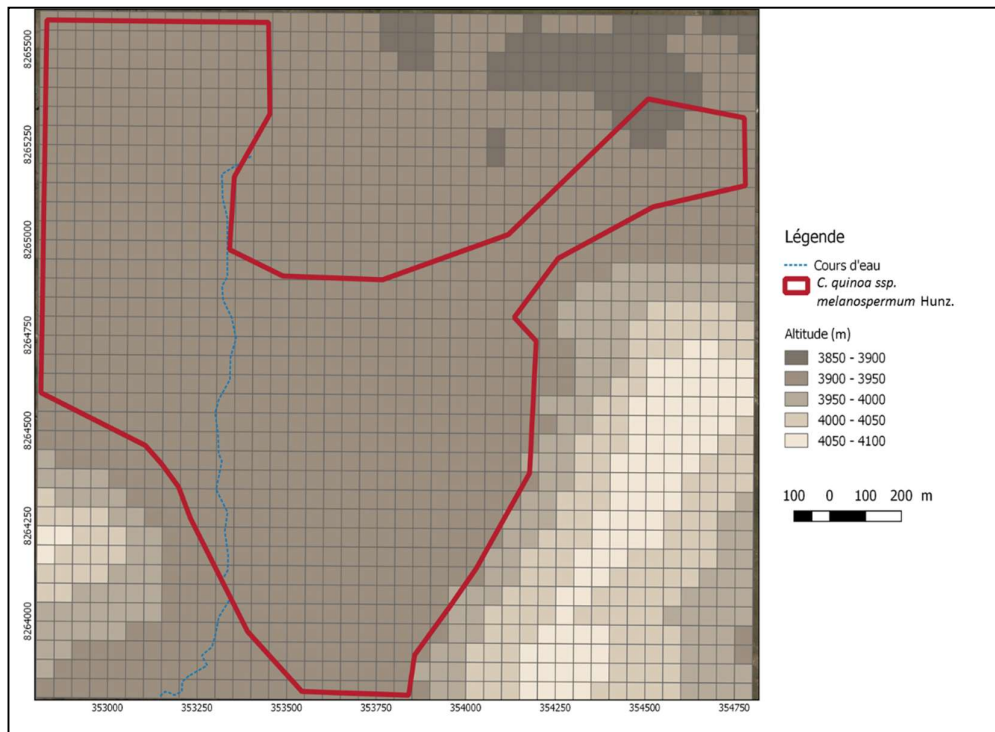 8265500
8265250
8265000
8264750
8264500
8264250
8264000
353000
353250
353500
353750
354000
354250
354500
354750
Légende
Cours d'eau
C. quinoa ssp.
melanospermum Hunz.
Altitude (m)
3850 - 3900
3900 - 3950
3950 - 4000
4000 - 4050
4050 - 4100
100 0 100 200 m